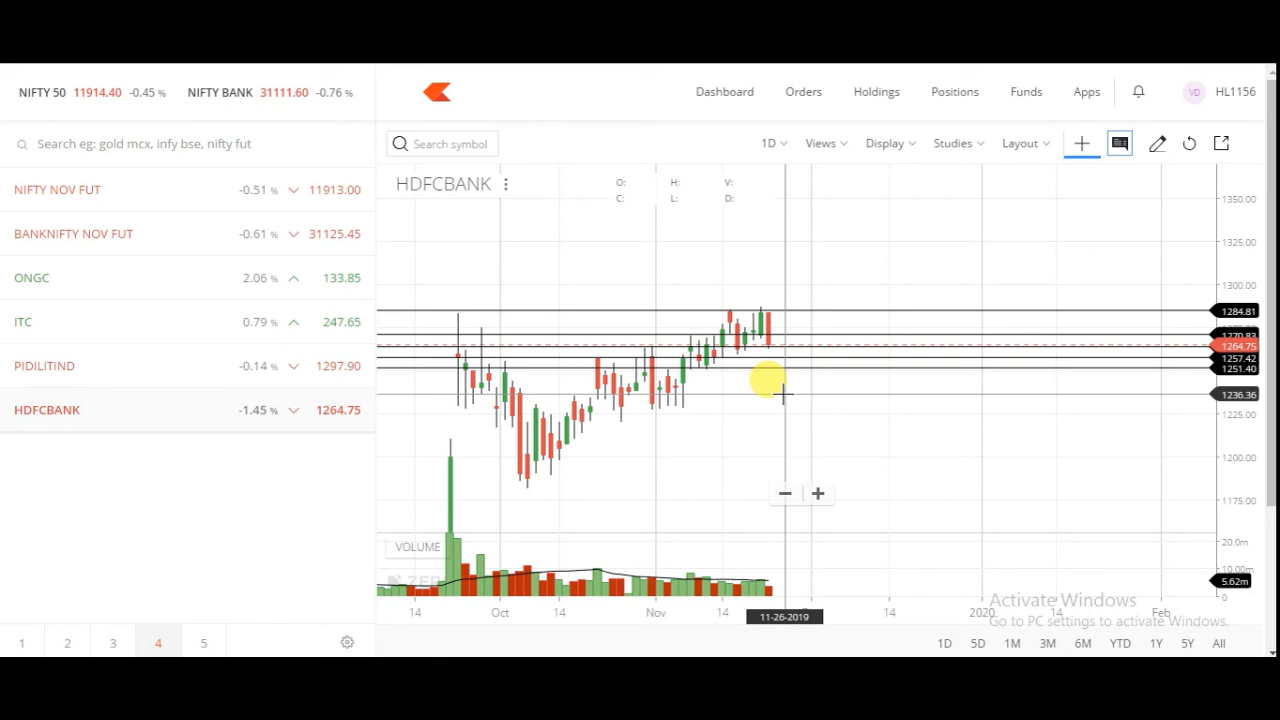 NIFTY 50 11914.40 -0.45 % NIFTY BANK 31111.60 -0.76 %
Dashboard Orders Holdings Positions Funds Apps VD HL1156
Search eg: gold mcx, infy bse, nifty fut
Search symbol 1D Views Display Studies Layout
NIFTY NOV FUT -0.51 % 11913.00
BANKNIFTY NOV FUT -0.61 % 31125.45
ONGC 2.06 % 133.85
ITC 0.79 % 247.65
PIDILITIND -0.14 % 1297.90
HDFCBANK -1.45 % 1264.75
1 2 3 4 5
HDFCBANK O: H: V:
C: L: D:
1350.00
1325.00
1300.00
1284.81
1264.75
1257.42
1251.40
1236.36
1225.00
1200.00
1175.00
VOLUME
20.0m
10.00m
5.62m
0
14 Oct 14 Nov 14 14 2020 14 Feb
11-26-2019
Activate Windows
Go to PC settings to activate Windows.
1D 5D 1M 3M 6M YTD 1Y 5Y All